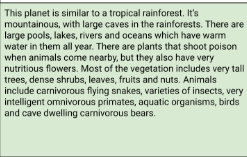 This planet is similar to a tropical rainforest. It's
mountainous, with large caves in the rainforests. There are
large pools, lakes, rivers and oceans which have warm
water in them all year. There are plants that shoot poison
when animals come nearby, but they also have very
nutritious flowers. Most of the vegetation includes very tall
trees, dense shrubs, leaves, fruits and nuts. Animals
include carnivorous flying snakes, varieties of insects, very
intelligent omnivorous primates, aquatic organisms, birds
and cave dwelling carnivorous bears.